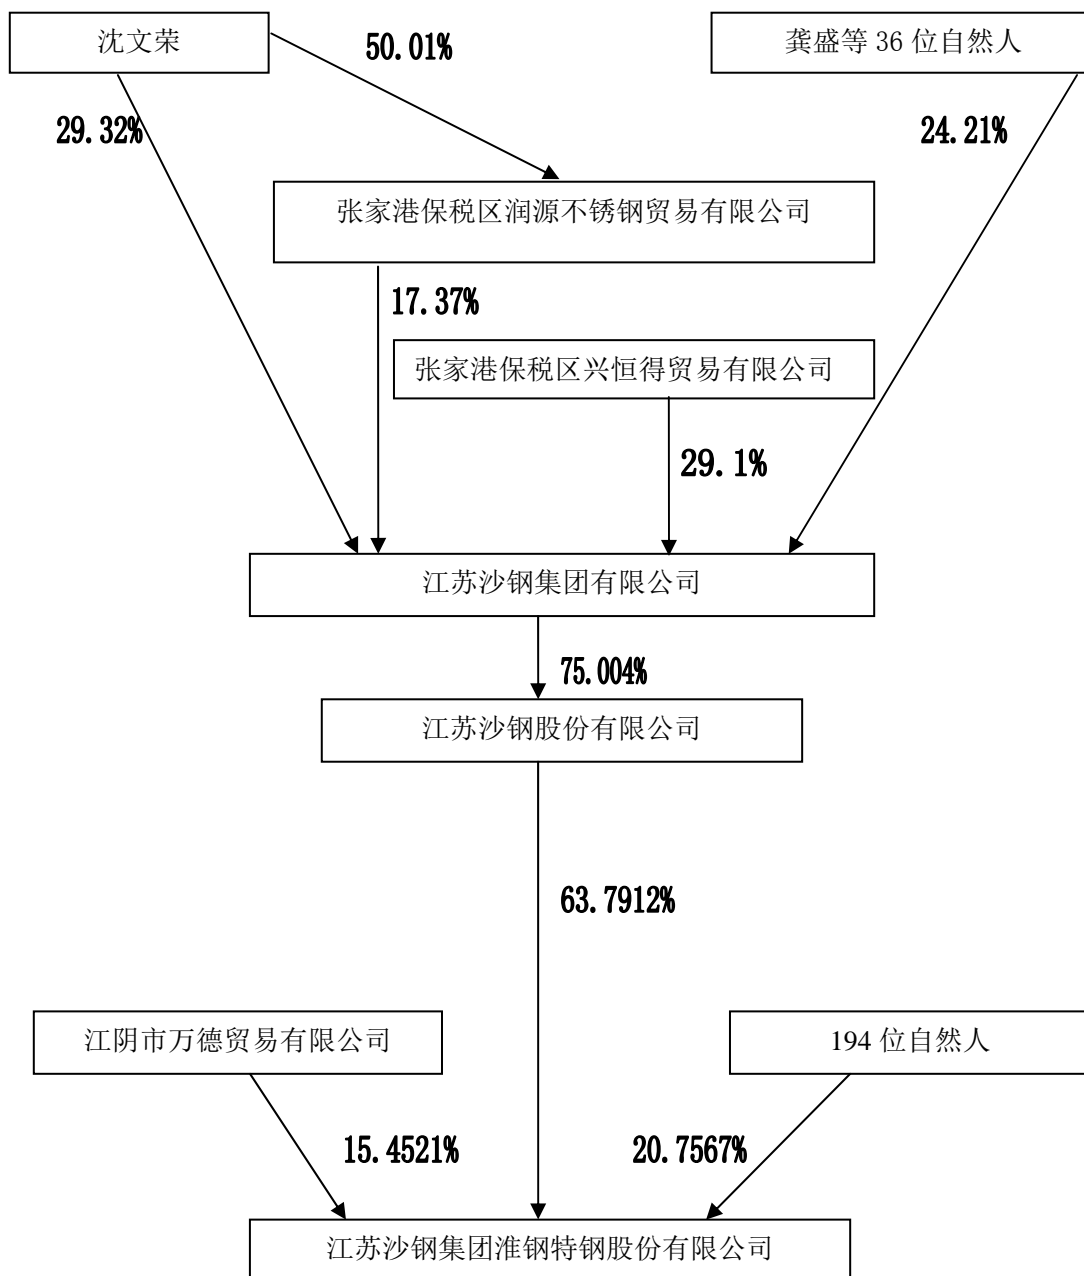 沈文荣
50.01%
龚盛等 36 位自然人
29.32%
24.21%
张家港保税区润源不锈钢贸易有限公司
17.37%
张家港保税区兴恒得贸易有限公司
29.1%
江苏沙钢集团有限公司
75.004%
江苏沙钢股份有限公司
63.7912%
江阴市万德贸易有限公司
194 位自然人
15.4521%
20.7567%
江苏沙钢集团淮钢特钢股份有限公司